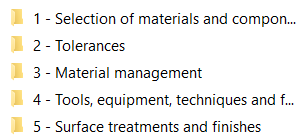 1 - Selection of materials and compon...
2 - Tolerances
3 - Material management
4 - Tools, equipment, techniques and f...
5 - Surface treatments and finishes